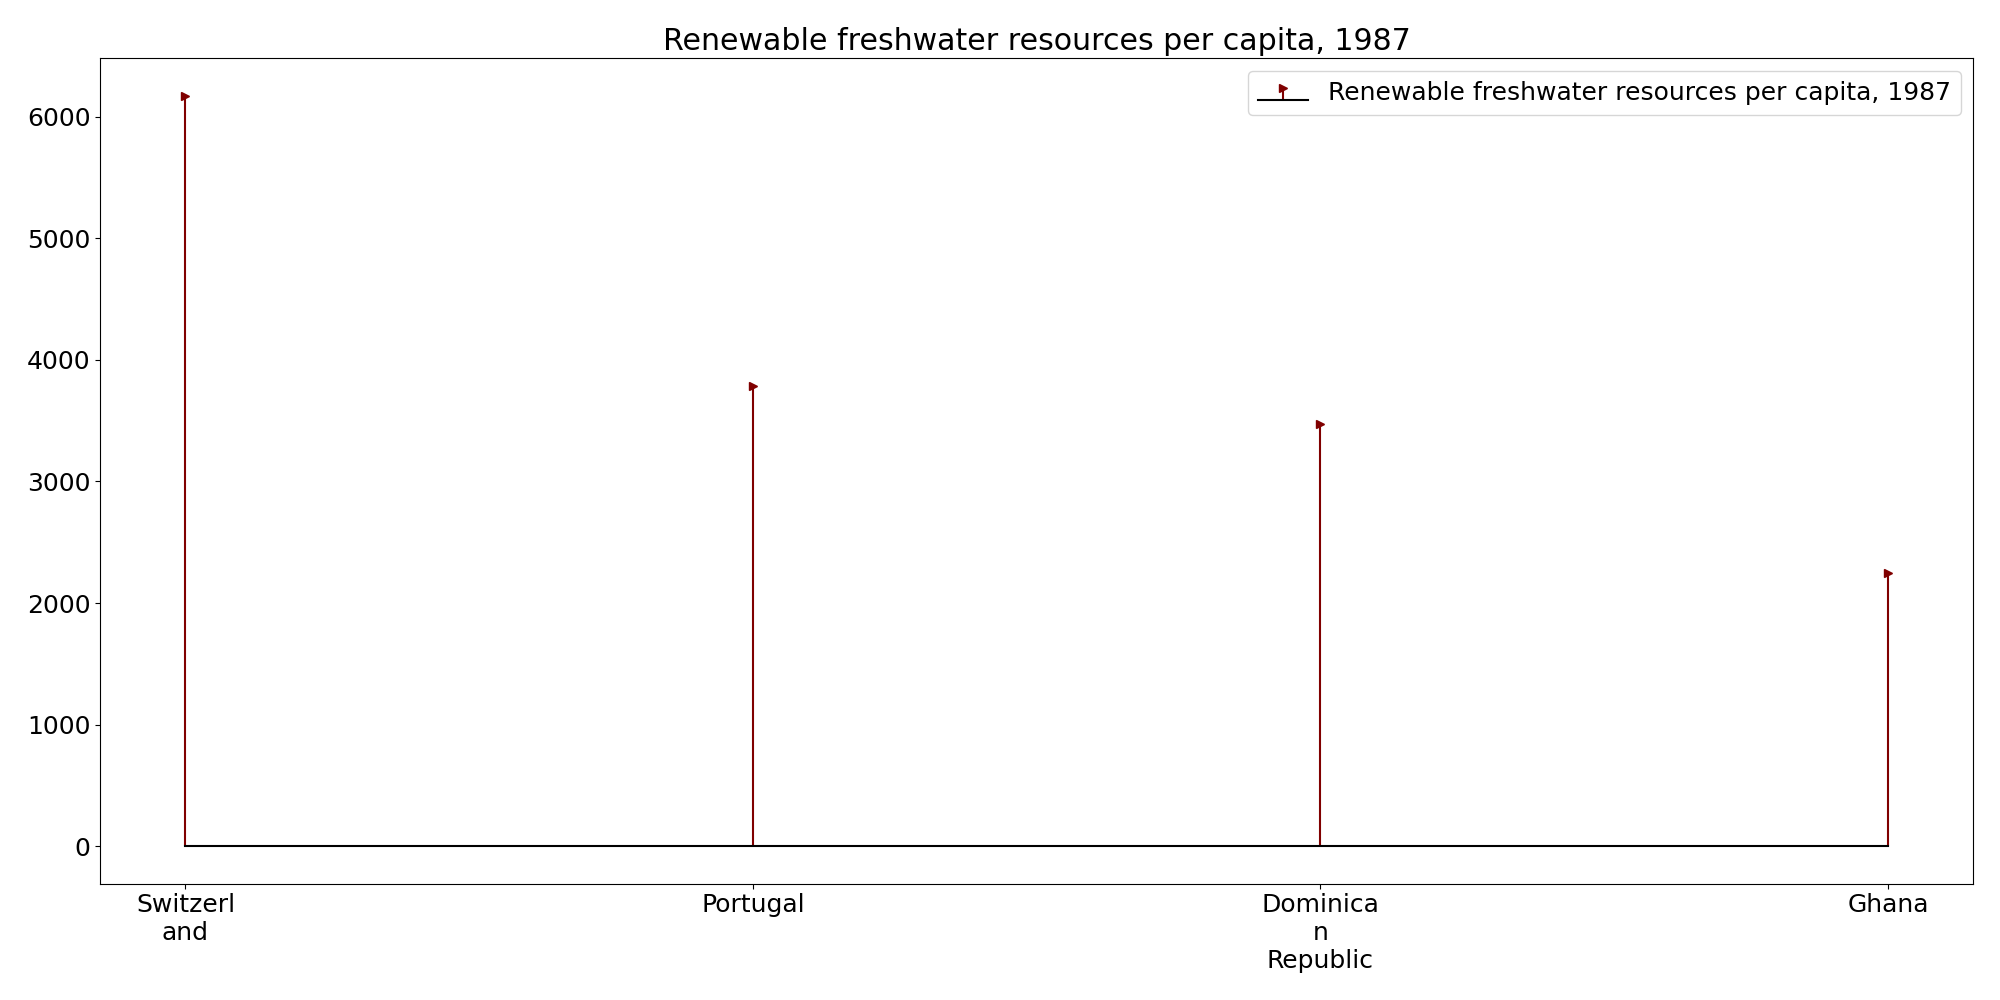 Renewable freshwater resources per capita, 1987
Renewable freshwater resources per capita, 1987
6000
5000
4000
3000
2000
1000
0
Switzerl
and
Portugal
Dominica
n
Republic
Ghana